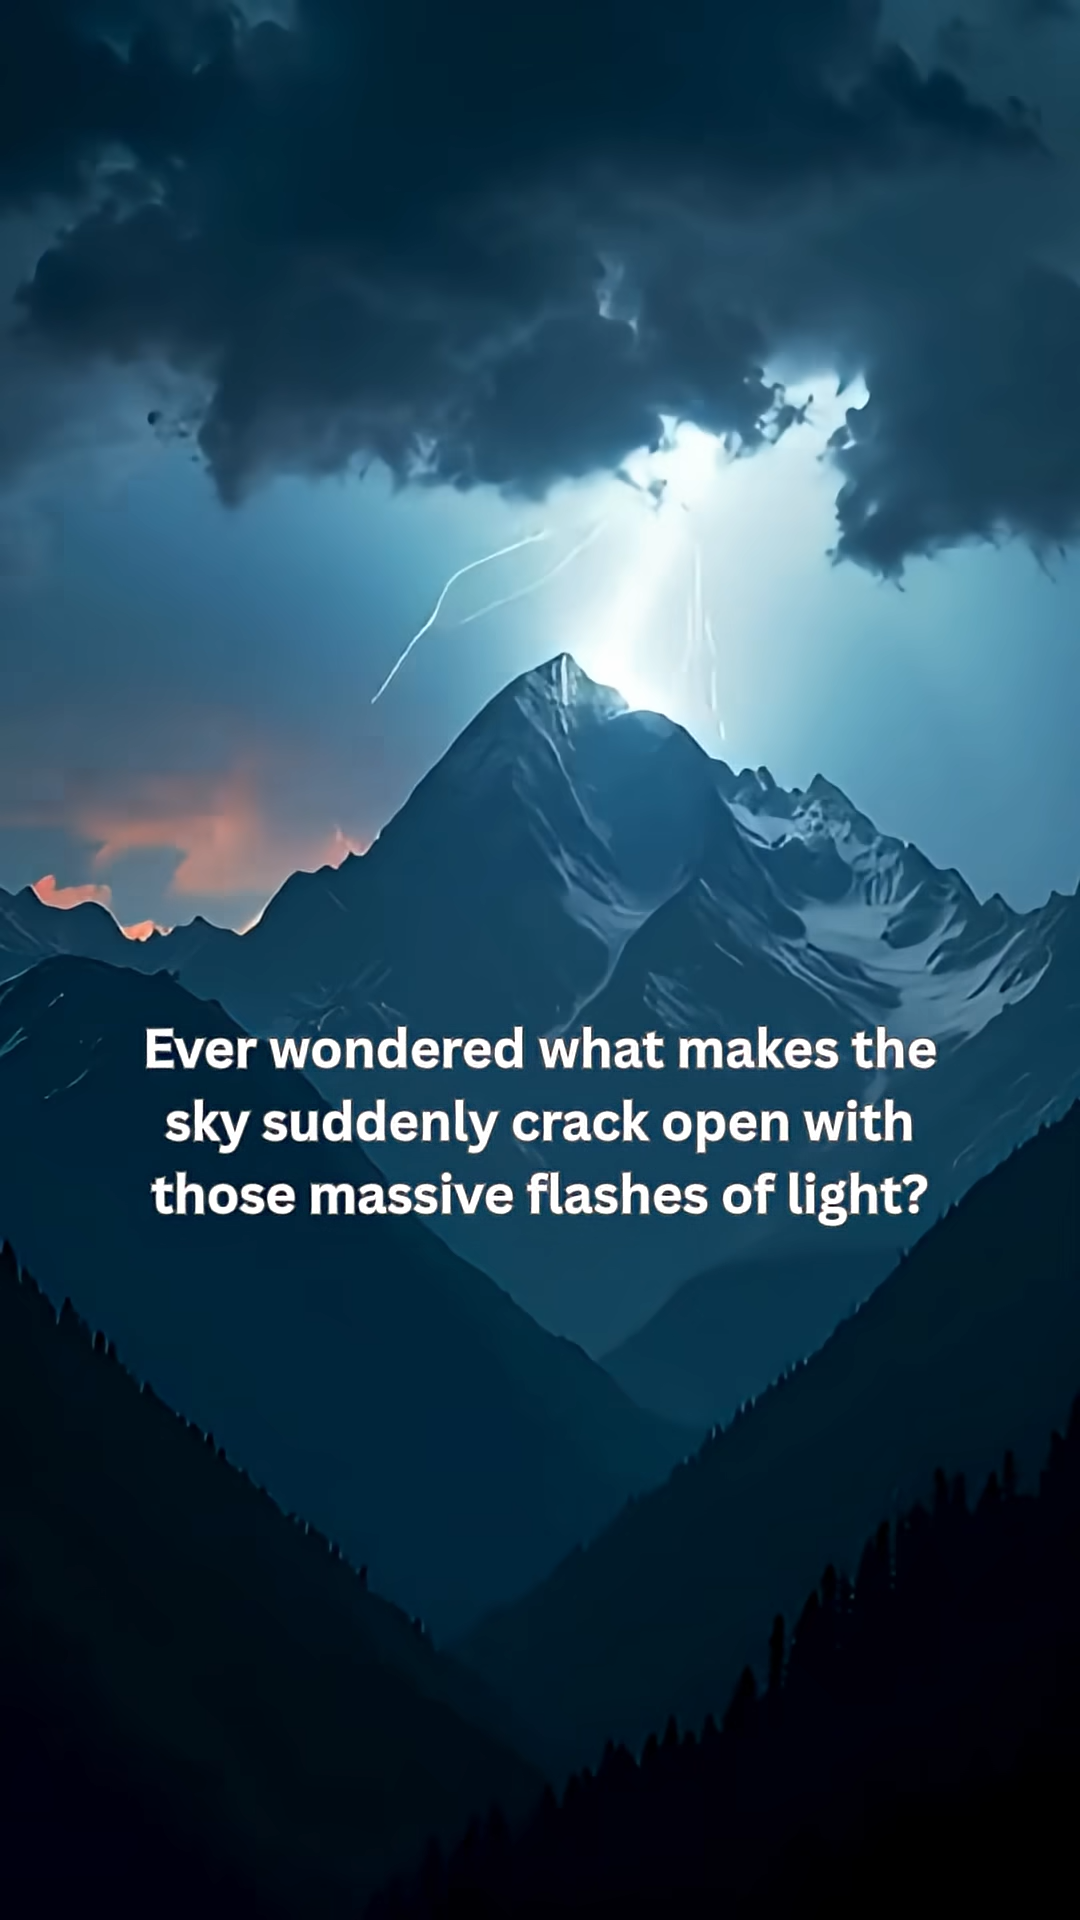 Ever wondered what makes the
sky suddenly crack open with
those massive flashes of light?